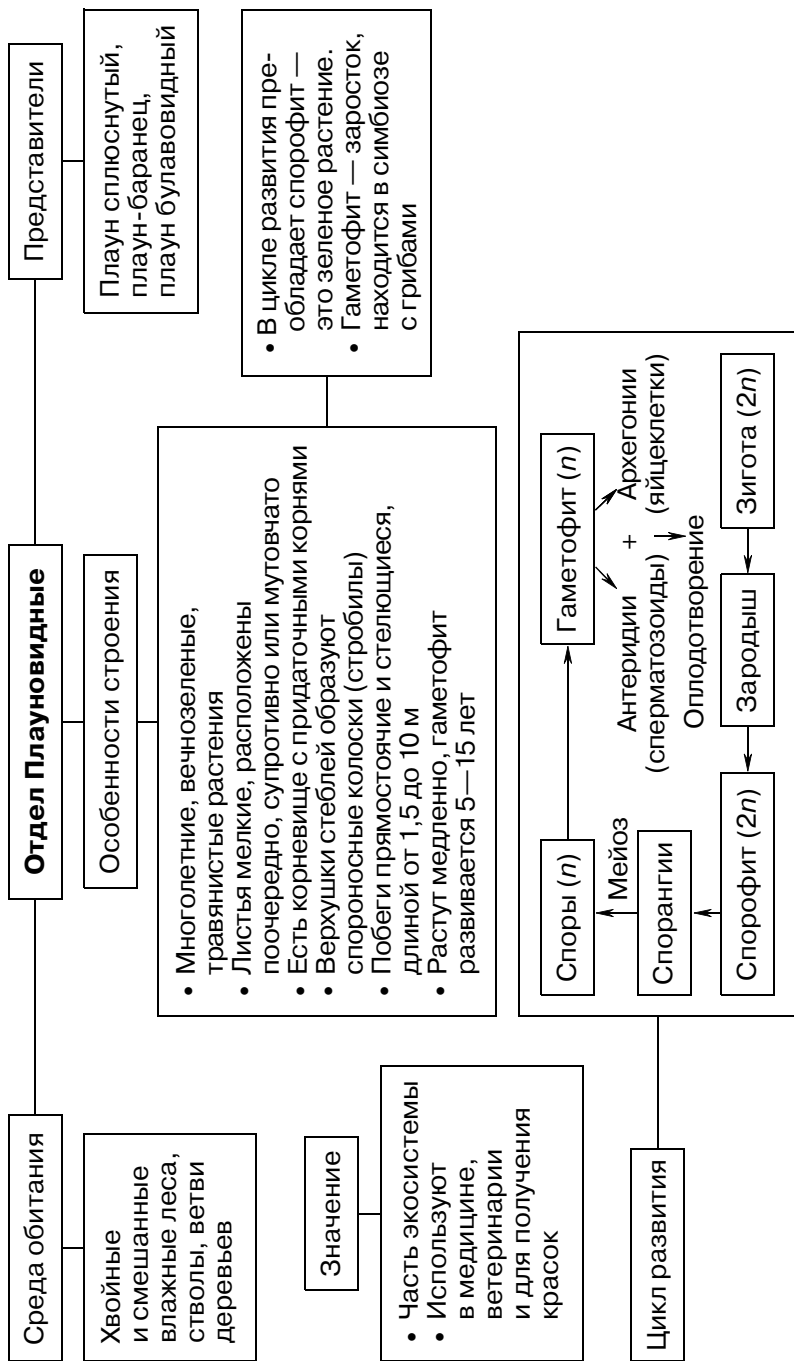 Отдел Плауновидные
Среда обитания
Хвойные
и смешанные
влажные леса,
стволы, ветви
деревьев
Особенности строения
• Многолетние, вечнозеленые,
травянистые растения
• Листья мелкие, расположены
поочередно, супротивно или мутовчато
• Есть корневище с придаточными корнями
• Верхушки стеблей образуют
спороносные колоски (стробилы)
• Побеги прямостоячие и стелющиеся,
длиной от 1,5 до 10 м
• Растут медленно, гаметофит
развивается 5—15 лет
Представители
Плаун сплюснутый,
плаун-баранец,
плаун булавовидный
• В цикле развития пре-
обладает спорофит —
это зеленое растение.
• Гаметофит — заросток,
находится в симбиозе
с грибами
Значение
• Часть экосистемы
• Используют
в медицине,
ветеринарии
и для получения
красок
Цикл развития
Споры (n)
Гаметофит (n)
Мейоз
Спорангии
Антеридии
(сперматозоиды)
+
Архегонии
(яйцеклетки)
Оплодотворение
Спорофит (2n)
Зародыш
Зигота (2n)